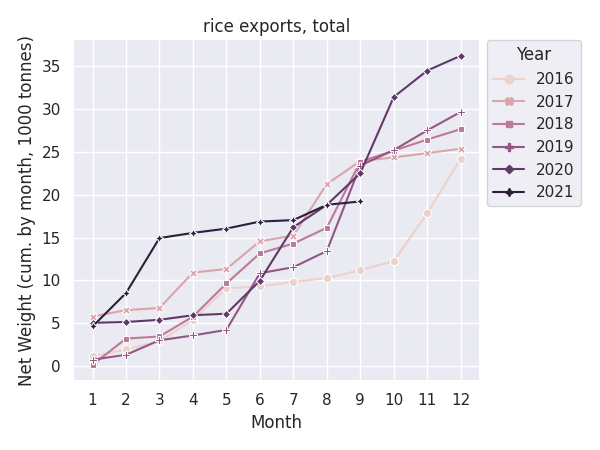 rice exports, total
Net Weight (cum. by month, 1000 tonnes)
35
30
25
20
15
10
5
0
1 2 3 4 5 6 7 8 9 10 11 12
Month
Year
2016
2017
2018
2019
2020
2021